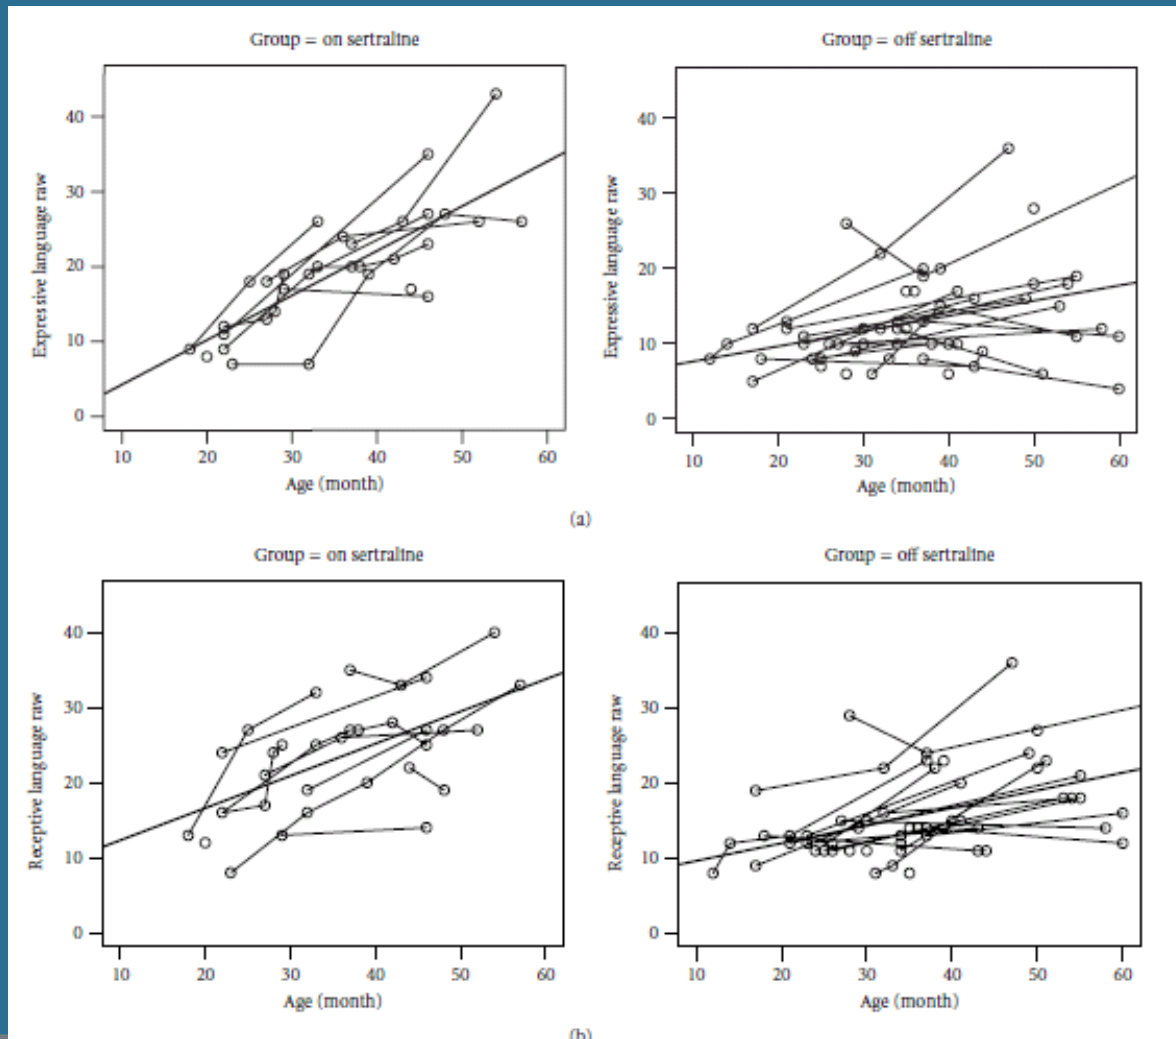 Group = on sertraline
Group = off sertraline
Expressive language raw
40
30
20
10
0
10 20 30 40 50 60
Age (month)
Expressive language raw
40
30
20
10
0
10 20 30 40 50 60
Age (month)
(a)
Group = on sertraline
Group = off sertraline
Receptive language raw
40
30
20
10
0
10 20 30 40 50 60
Age (month)
Receptive language raw
40
30
20
10
0
10 20 30 40 50 60
Age (month)
(b)